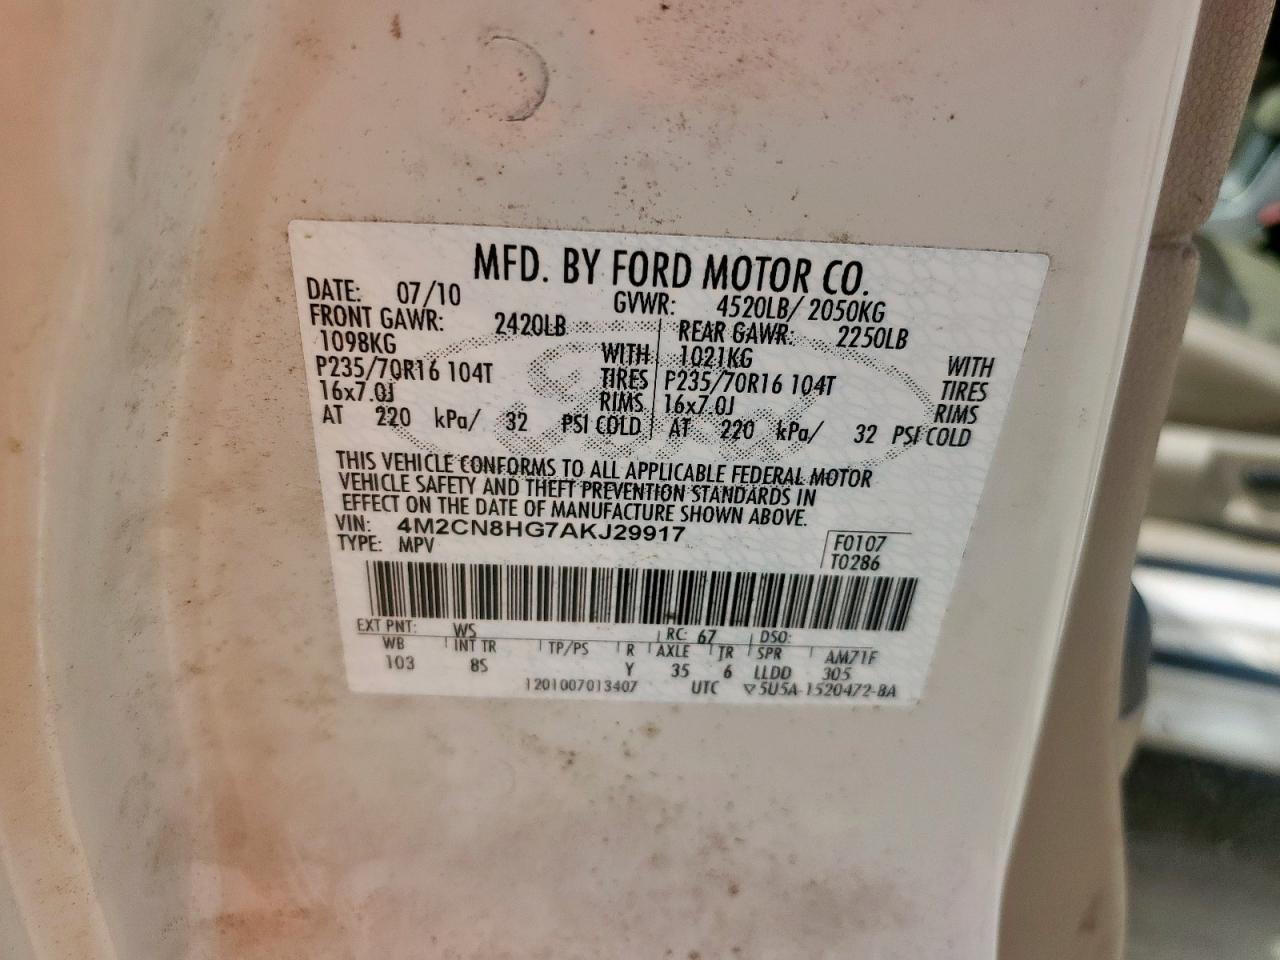 MFD. BY FORD MOTOR CO.
DATE: 07/10 GVWR: 4520LB/ 2050KG
FRONT GAWR: 2420LB REAR GAWR: 2250LB
1098KG WITH 1021KG WITH
P235/70R16 104T TIRES P235/70R16 104T TIRES
16x7.0J RIMS 16x7.0J RIMS
AT 220 kPa/ 32 PSI COLD AT 220 kPa/ 32 PSI COLD
THIS VEHICLE CONFORMS TO ALL APPLICABLE FEDERAL MOTOR
VEHICLE SAFETY AND THEFT PREVENTION STANDARDS IN
EFFECT ON THE DATE OF MANUFACTURE SHOWN ABOVE.
VIN: 4M2CN8HG7AKJ29917
TYPE: MPV
F0107
T0286
EXT PNT: WS RC: 67 DSO:
WB INT TR TP/PS R AXLE TR SPR AM71F
103 8S Y 35 6 LLDD 305
1201007013407 UTC ▽5U5A-1520472-BA